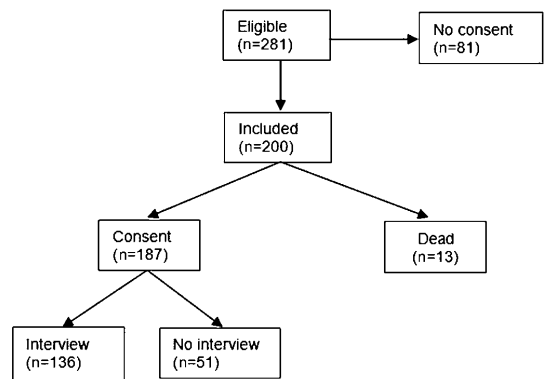 Eligible
(n=281)
No consent
(n=81)
Included
(n=200)
Consent
(n=187)
Dead
(n=13)
Interview
(n=136)
No interview
(n=51)